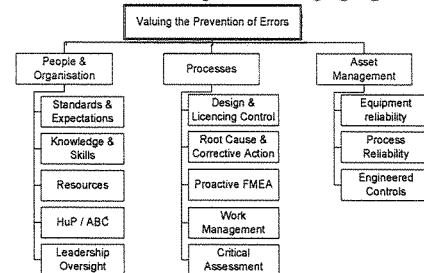 Valuing the Prevention of Errors
People &
Organisation
Processes
Asset
Management
Standards &
Expectations
Knowledge &
Skills
Resources
HuP / ABC
Leadership
Oversight
Design &
Licencing Control
Root Cause &
Corrective Action
Proactive FMEA
Work
Management
Critical
Assessment
Equipment
reliability
Process
Reliability
Engineered
Controls